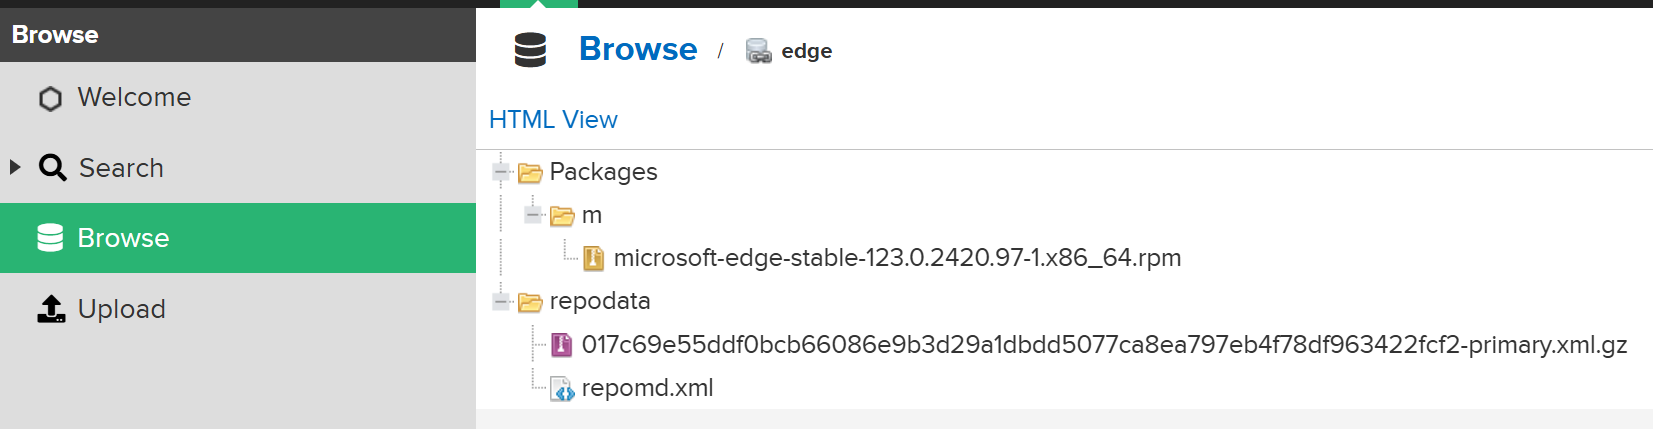 Browse
Welcome
Search
Browse
Upload
Browse / edge
HTML View
Packages
m
microsoft-edge-stable-123.0.2420.97-1.x86_64.rpm
repodata
017c69e55ddf0bcb66086e9b3d29a1dbdd5077ca8ea797eb4f78df963422fcf2-primary.xml.gz
repomd.xml